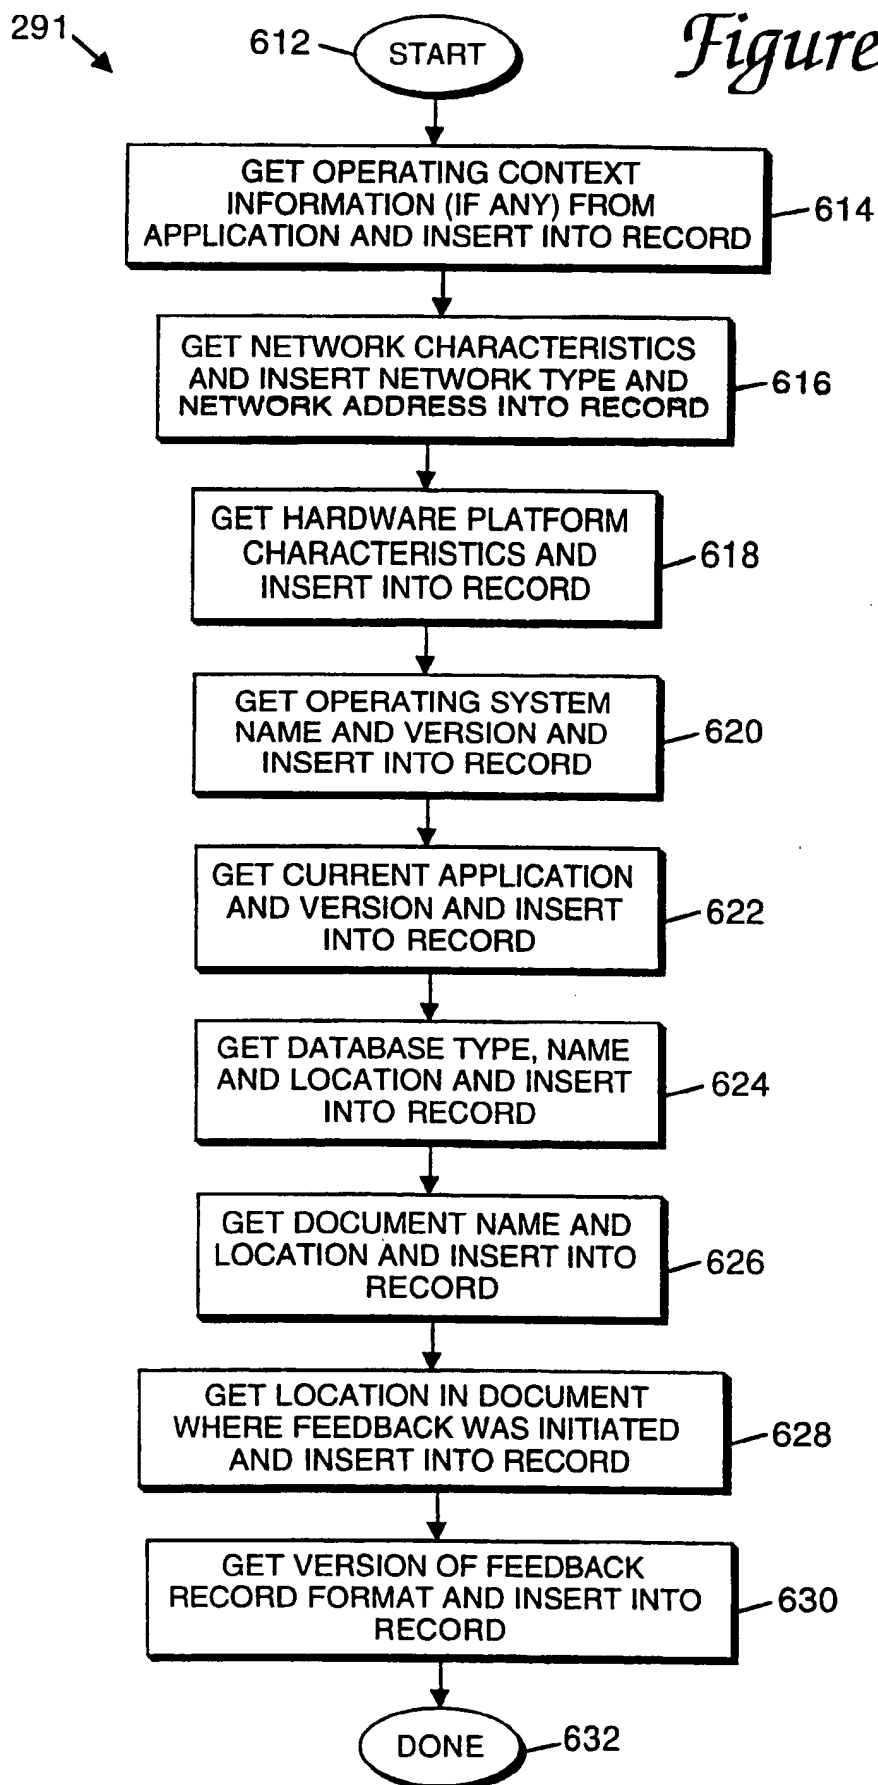 291
612
START
Figure
GET OPERATING CONTEXT
INFORMATION (IF ANY) FROM
APPLICATION AND INSERT INTO RECORD
614
GET NETWORK CHARACTERISTICS
AND INSERT NETWORK TYPE AND
NETWORK ADDRESS INTO RECORD
616
GET HARDWARE PLATFORM
CHARACTERISTICS AND
INSERT INTO RECORD
618
GET OPERATING SYSTEM
NAME AND VERSION AND
INSERT INTO RECORD
620
GET CURRENT APPLICATION
AND VERSION AND INSERT
INTO RECORD
622
GET DATABASE TYPE, NAME
AND LOCATION AND INSERT
INTO RECORD
624
GET DOCUMENT NAME AND
LOCATION AND INSERT INTO
RECORD
626
GET LOCATION IN DOCUMENT
WHERE FEEDBACK WAS INITIATED
AND INSERT INTO RECORD
628
GET VERSION OF FEEDBACK
RECORD FORMAT AND INSERT INTO
RECORD
630
DONE
632